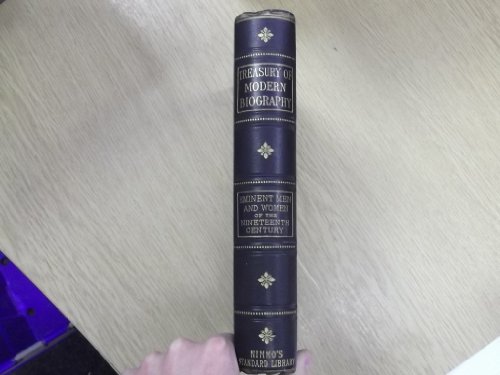 TREASURY OF
MODERN
BIOGRAPHY
EMINENT MEN
AND WOMEN
OF THE
NINETEENTH
CENTURY
NIMMO'S
STANDARD LIBRARY